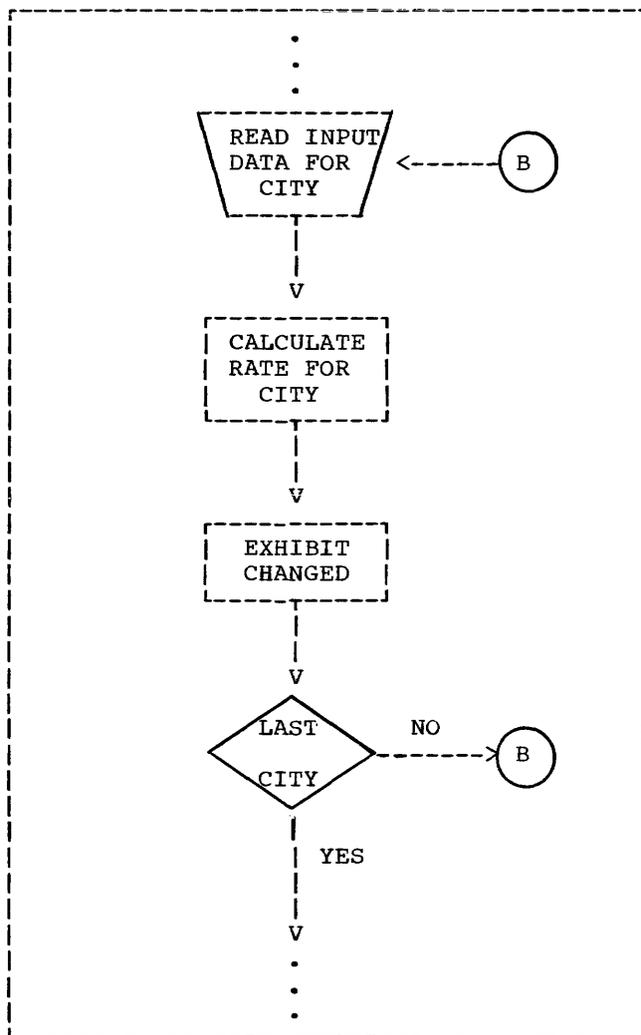 READ INPUT
DATA FOR
CITY
B
CALCULATE
RATE FOR
CITY
EXHIBIT
CHANGED
LAST
CITY
NO
B
YES